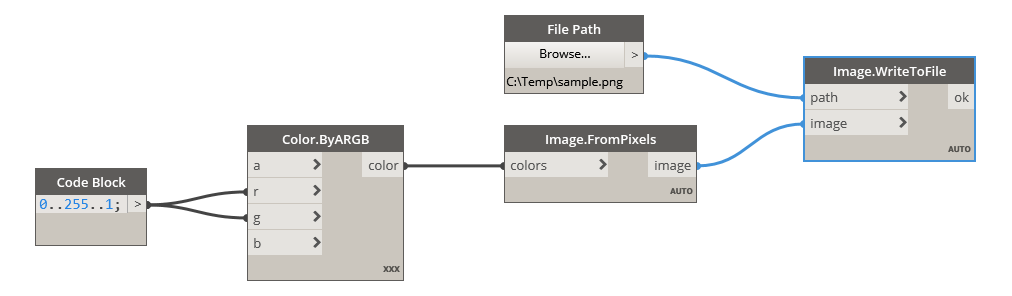 File Path
Browse...
>
C:\Temp\sample.png
Image.WriteToFile
path > ok
image >
AUTO
Color.ByARGB
a > color
r >
g >
b >
xxx
Image.FromPixels
colors > image
AUTO
Code Block
0..255..1; >